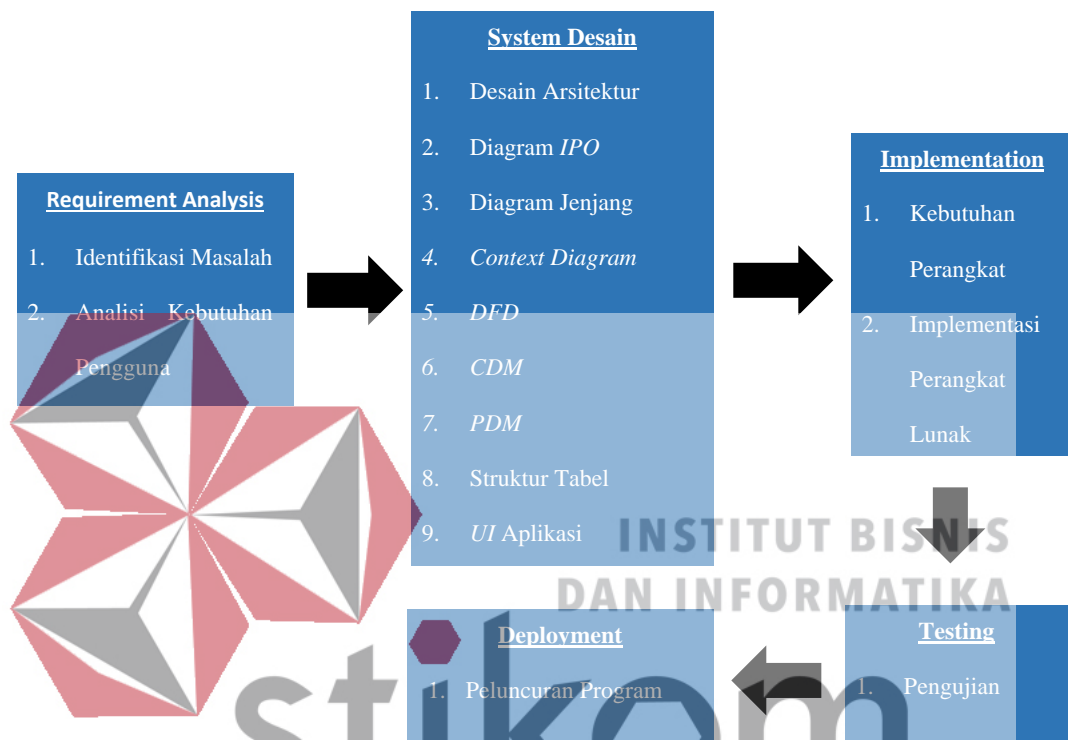 Requirement Analysis
1. Identifikasi Masalah
2. Analisi Kebutuhan
Pengguna
System Desain
1. Desain Arsitektur
2. Diagram IPO
3. Diagram Jenjang
4. Context Diagram
5. DFD
6. CDM
7. PDM
8. Struktur Tabel
9. UI Aplikasi
Implementation
1. Kebutuhan
Perangkat
2. Implementasi
Perangkat
Lunak
Testing
1. Pengujian
Deployment
1. Peluncuran Program
INSTITUT BISNIS
DAN INFORMATIKA
stikom